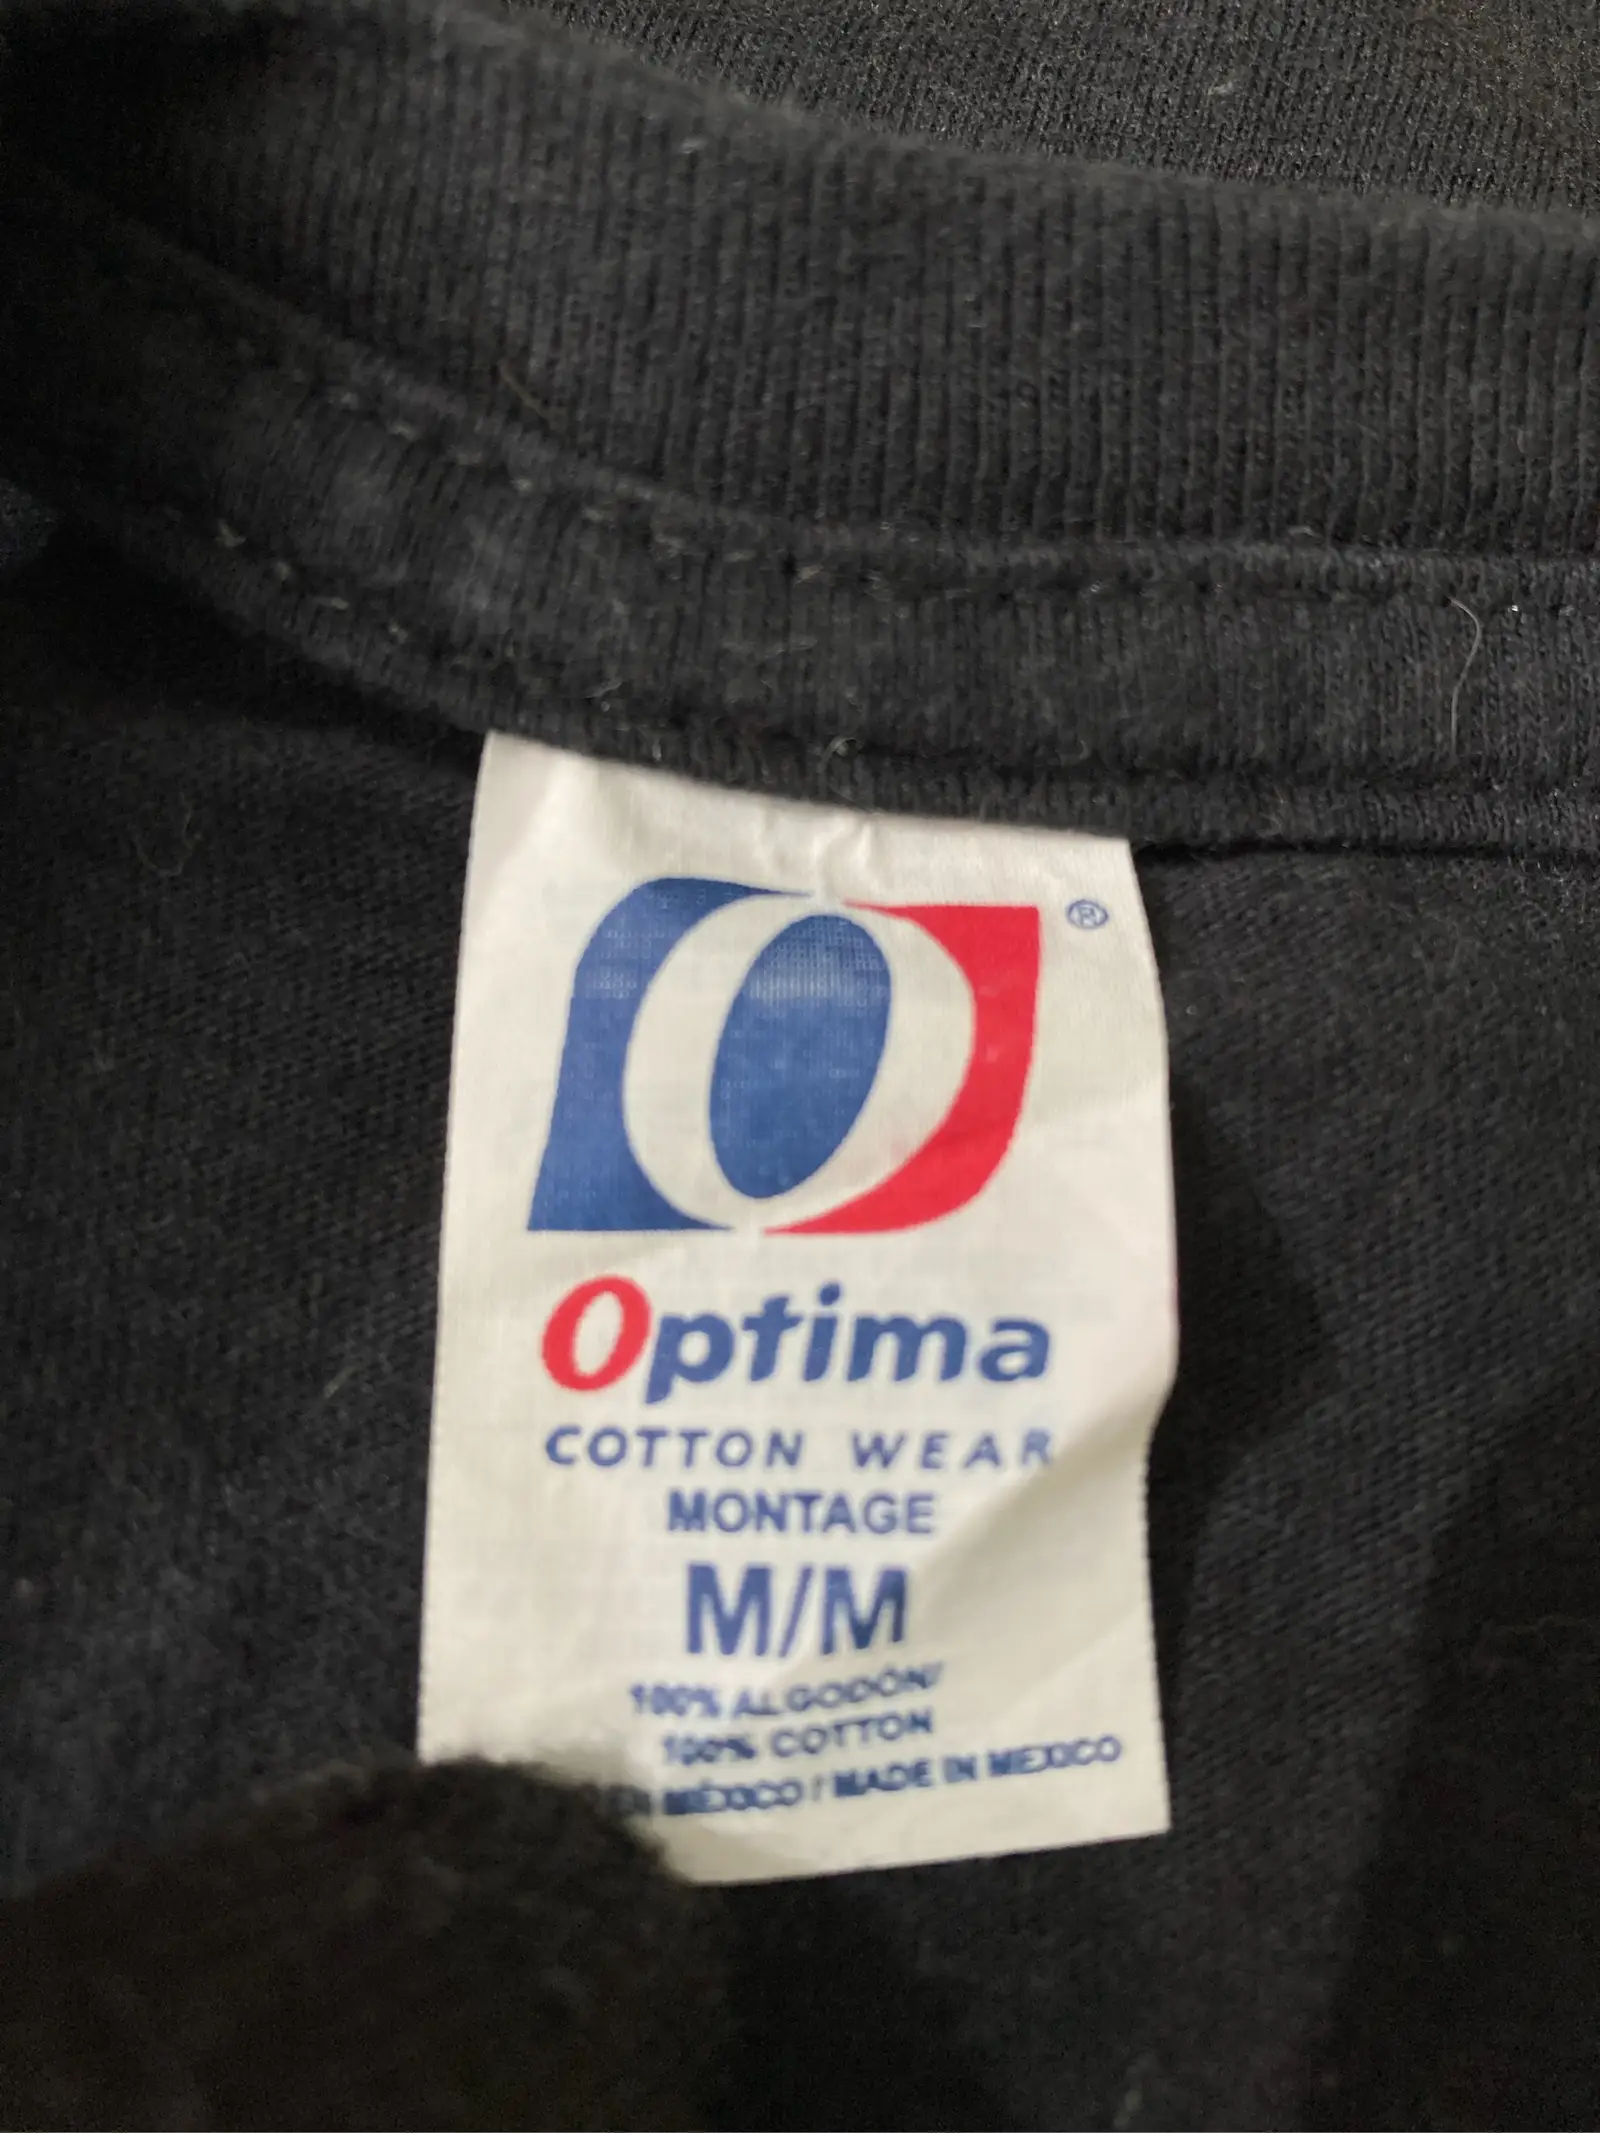 ®
Optima
COTTON WEAR
MONTAGE
M/M
100% ALGODÓN/
100% COTTON
MÉXICO / MADE IN MEXICO